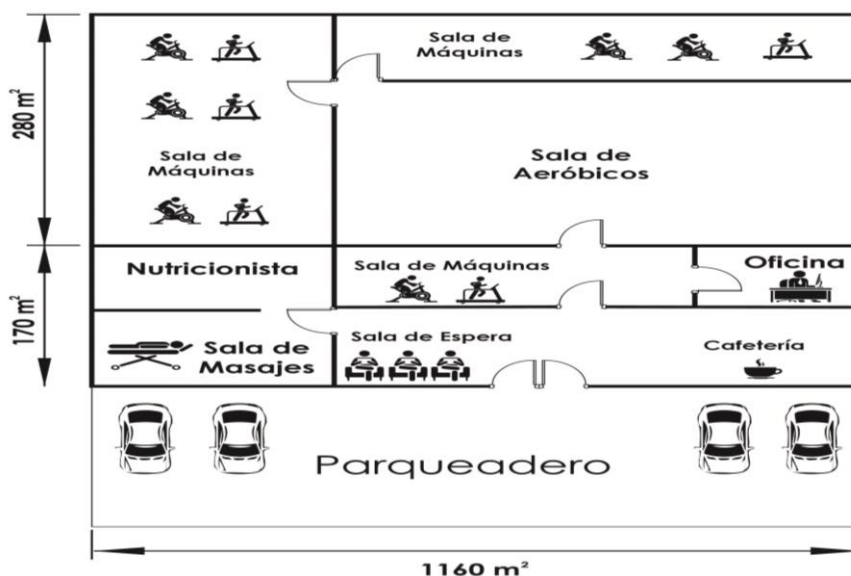 Sala de
Máquinas
280 m²
Sala de
Máquinas
Sala de
Aeróbicos
170 m²
Nutricionista
Sala de Máquinas
Oficina
Sala de
Masajes
Sala de Espera
Cafetería
Parqueadero
1160 m²